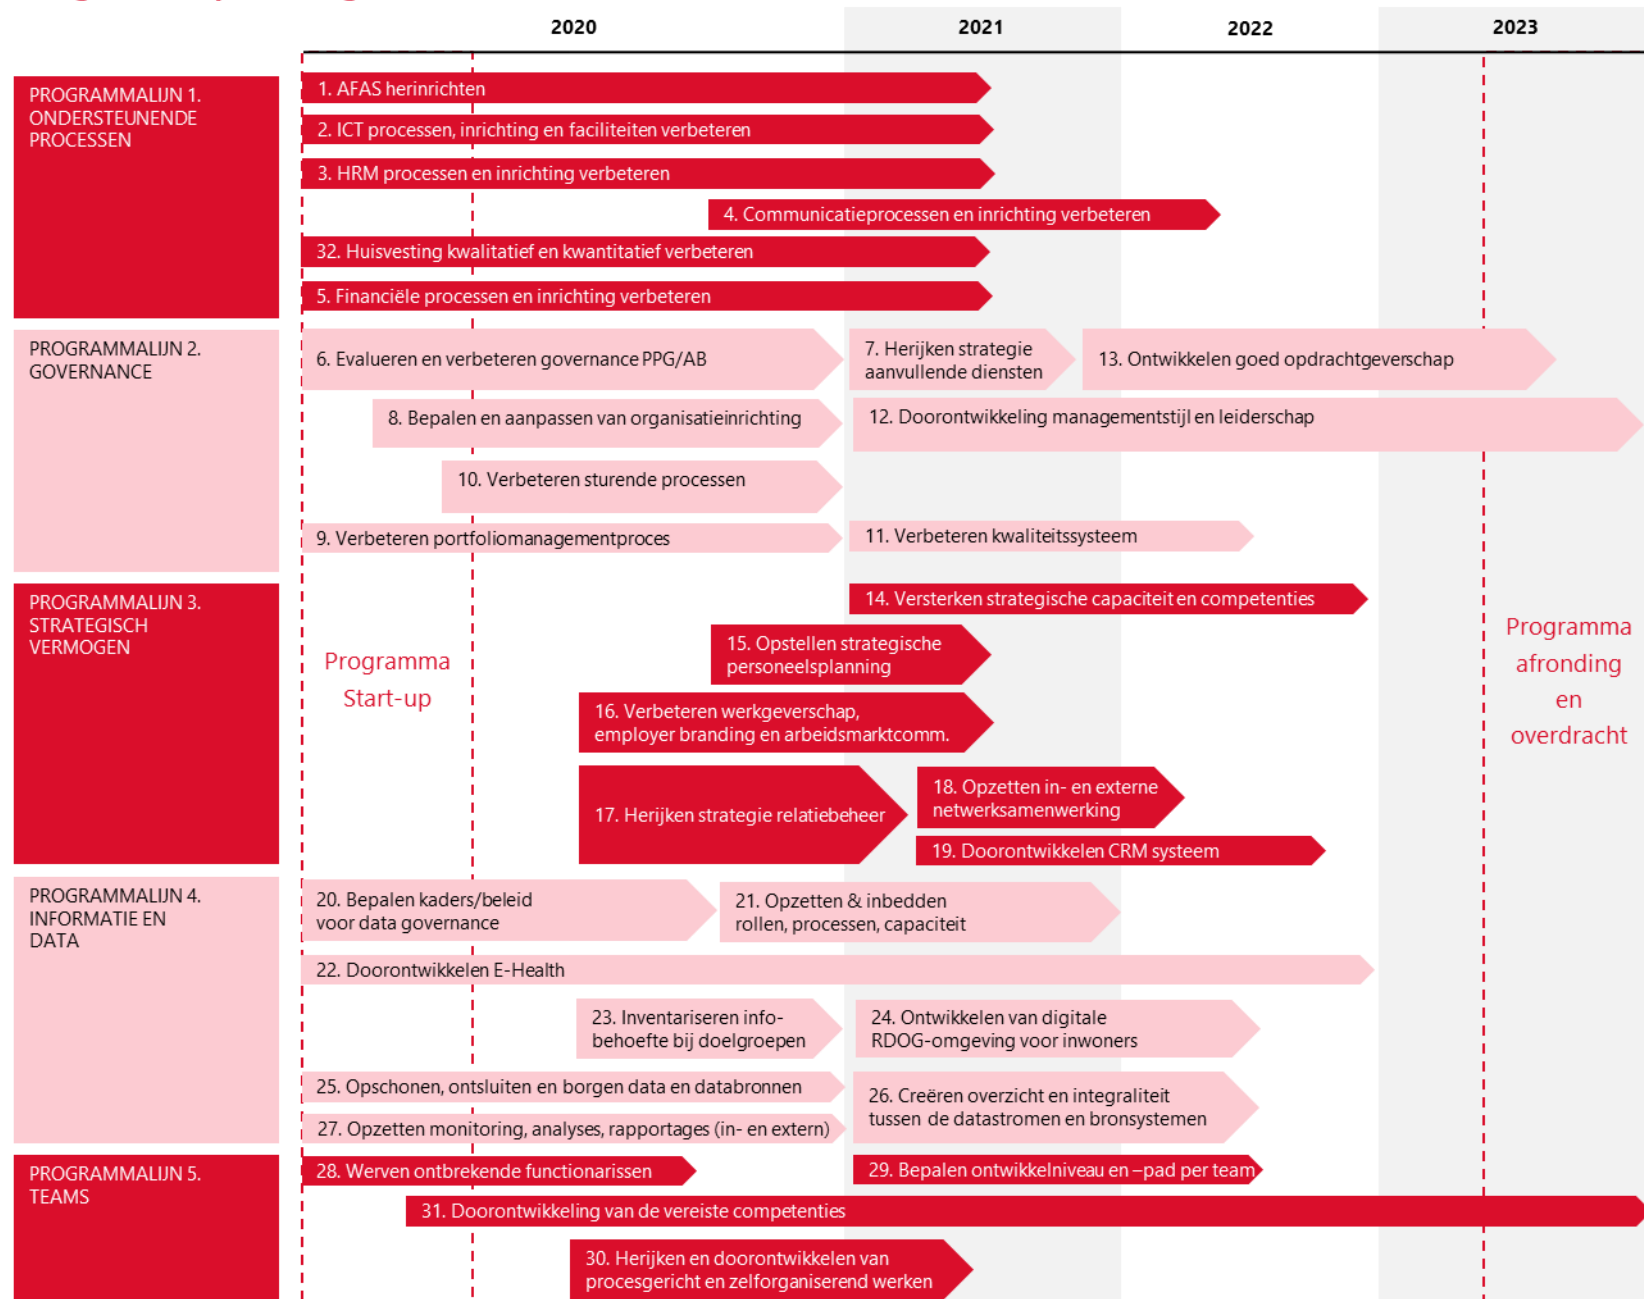 2020 2021 2022 2023
PROGRAMMALIJN 1.
ONDERSTEUNENDE
PROCESSEN
1. AFAS herinrichten
2. ICT processen, inrichting en faciliteiten verbeteren
3. HRM processen en inrichting verbeteren
4. Communicatieprocessen en inrichting verbeteren
32. Huisvesting kwalitatief en kwantitatief verbeteren
5. Financiële processen en inrichting verbeteren
PROGRAMMALIJN 2.
GOVERNANCE
6. Evalueren en verbeteren governance PPG/AB
7. Herijken strategie
aanvullende diensten
13. Ontwikkelen goed opdrachtgeverschap
8. Bepalen en aanpassen van organisatieinrichting
12. Doorontwikkeling managementstijl en leiderschap
10. Verbeteren sturende processen
9. Verbeteren portfoliomanagementproces
11. Verbeteren kwaliteitssysteem
PROGRAMMALIJN 3.
STRATEGISCH
VERMOGEN
Programma
Start-up
14. Versterken strategische capaciteit en competenties
15. Opstellen strategische
personeelsplanning
16. Verbeteren werkgeverschap,
employer branding en arbeidsmarktcomm.
17. Herijken strategie relatiebeheer
18. Opzetten in- en externe
netwerksamenwerking
19. Doorontwikkelen CRM systeem
Programma
afronding
en
overdracht
PROGRAMMALIJN 4.
INFORMATIE EN
DATA
20. Bepalen kaders/beleid
voor data governance
21. Opzetten & inbedden
rollen, processen, capaciteit
22. Doorontwikkelen E-Health
23. Inventariseren info-
behoefte bij doelgroepen
24. Ontwikkelen van digitale
RDOG-omgeving voor inwoners
25. Opschonen, ontsluiten en borgen data en databronnen
26. Creëren overzicht en integraliteit
tussen de datastromen en bronsystemen
27. Opzetten monitoring, analyses, rapportages (in- en extern)
PROGRAMMALIJN 5.
TEAMS
28. Werven ontbrekende functionarissen
29. Bepalen ontwikkelniveau en –pad per team
31. Doorontwikkeling van de vereiste competenties
30. Herijken en doorontwikkelen van
procesgericht en zelforganiserend werken